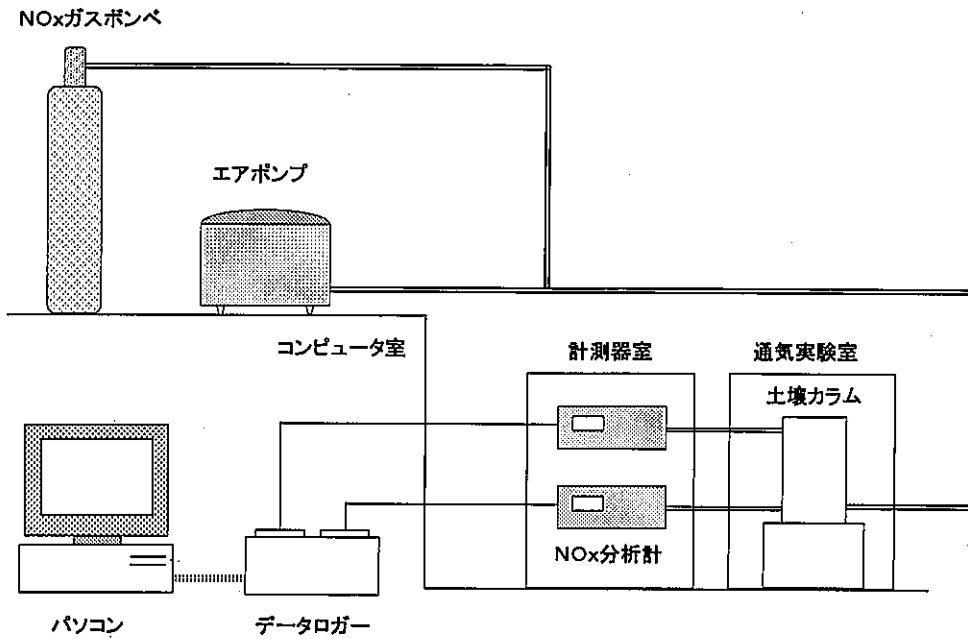 NOxガスボンベ
エアポンプ
コンピュータ室
計測器室
通気実験室
土壌カラム
NOx分析計
パソコン
データロガー